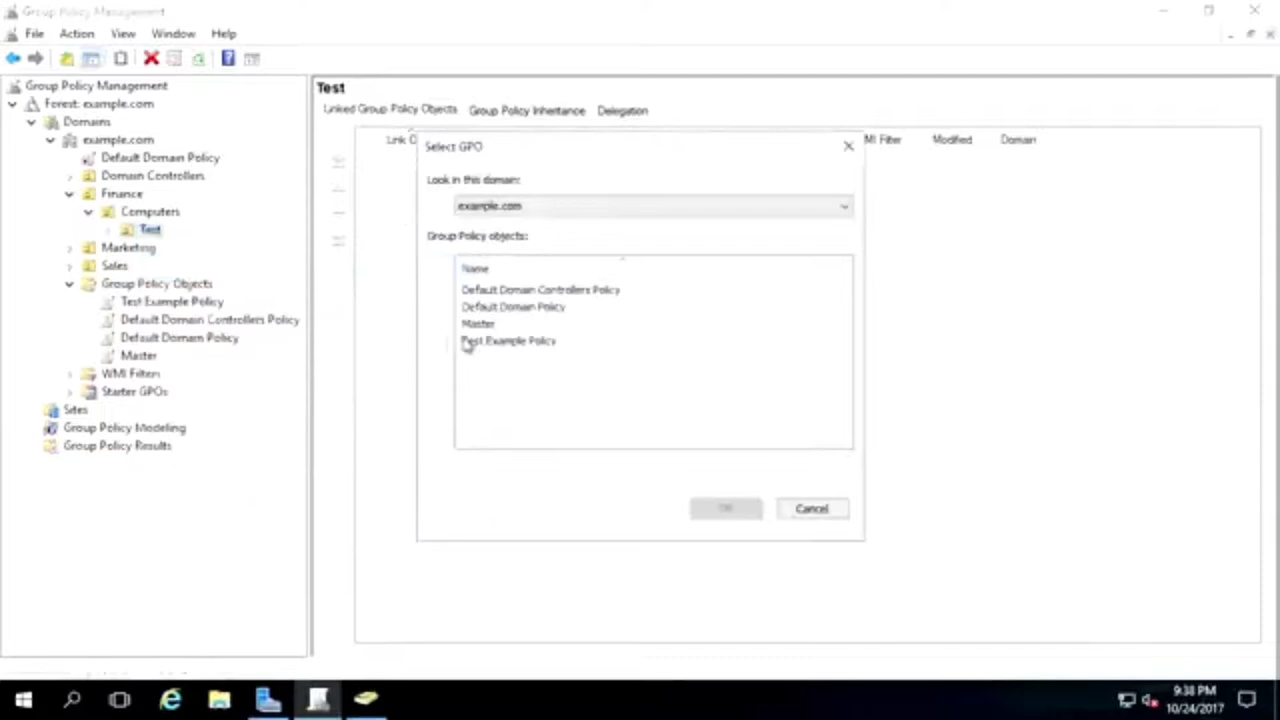 Group Policy Management
File Action View Window Help
Group Policy Management
Forest: example.com
Domains
example.com
Default Domain Policy
Domain Controllers
Finance
Computers
Test
Marketing
Sales
Group Policy Objects
Test Example Policy
Default Domain Controllers Policy
Default Domain Policy
Master
WMI Filters
Starter GPOs
Sites
Group Policy Modeling
Group Policy Results
Test
Linked Group Policy Objects Group Policy Inheritance Delegation
Link O
MI Filter Modified Domain
Select GPO
Look in this domain:
example.com
Group Policy objects:
Name
Default Domain Controllers Policy
Default Domain Policy
Master
Test Example Policy
OK Cancel
9:38 PM
10/24/2017